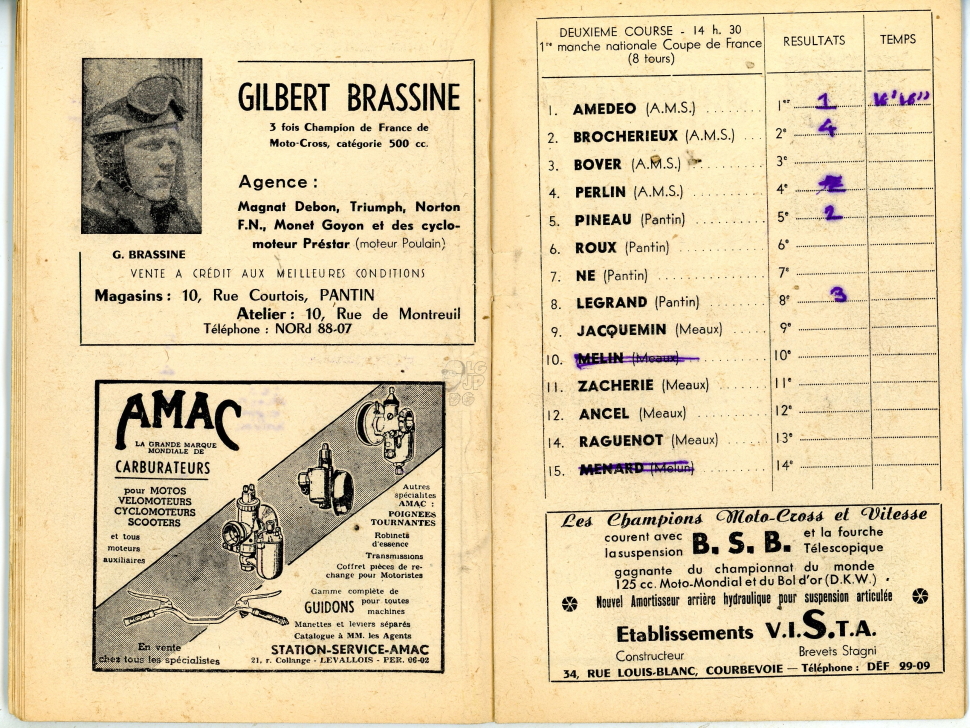 GILBERT BRASSINE
3 fois Champion de France de
Moto-Cross, catégorie 500 cc.
Agence :
Magnat Debon, Triumph, Norton
F.N., Monet Goyon et des cyclo-
moteur Préstar (moteur Poulain)
G. BRASSINE
VENTE A CRÉDIT AUX MEILLEURES CONDITIONS
Magasins : 10, Rue Courtois, PANTIN
Atelier : 10, Rue de Montreuil
Téléphone : NORd 88-07
AMAC
LA GRANDE MARQUE
MONDIALE DE
CARBURATEURS
pour MOTOS
VELOMOTEURS
CYCLOMOTEURS
SCOOTERS
et tous
moteurs
auxiliaires
Autres
spécialites
AMAC :
POIGNEES
TOURNANTES
Robinets
d'essence
Transmissions
Coffret pièces de re-
change pour Motoristes
Gamme complète de
GUIDONS pour toutes
machines
Manettes et leviers séparés
Catalogue à MM. les Agents
En vente
chez tous les spécialistes
STATION-SERVICE-AMAC
21, r. Collange - LEVALLOIS - PER. 06-02
DEUXIEME COURSE - 14 h. 30
1re manche nationale Coupe de France
(8 tours)
RESULTATS
TEMPS
1. AMEDEO (A.M.S.) ........ 1er 1
2. BROCHERIEUX (A.M.S.) .... 2e 4
3. BOVER (A.M.S.) 3e
4. PERLIN (A.M.S.) .......... 4e
5. PINEAU (Pantin) .......... 5e 2
6. ROUX (Pantin) ............ 6e
7. NE (Pantin) .............. 7e
8. LEGRAND (Pantin) ........ 8e 3
9. JACQUEMIN (Meaux) ..... 9e
10. MELIN (Meaux) 10e
11. ZACHERIE (Meaux) ....... 11e
12. ANCEL (Meaux) .......... 12e
14. RAGUENOT (Meaux) ..... 13e
15. MENARD (Melun) 14e
Les Champions Moto-Cross et Vitesse
courent avec
la suspension
B. S. B.
et la fourche
Télescopique
gagnante du championnat du monde
125 cc. Moto-Mondial et du Bol d'or (D.K.W.) .
Nouvel Amortisseur arrière hydraulique pour suspension articulée
Etablissements V.I.S.T.A.
Constructeur Brevets Stagni
34, RUE LOUIS-BLANC, COURBEVOIE — Téléphone : DÉF 29-09